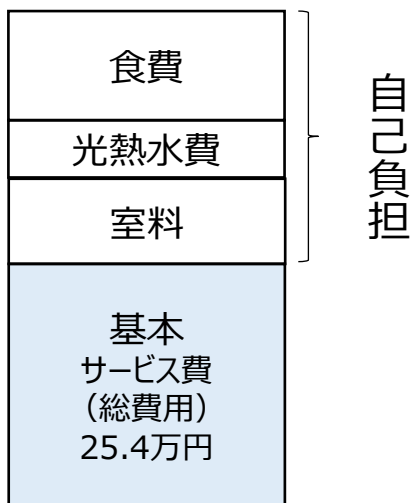 食費
光熱水費
室料
自己負担
基本
サービス費
（総費用）
25.4万円